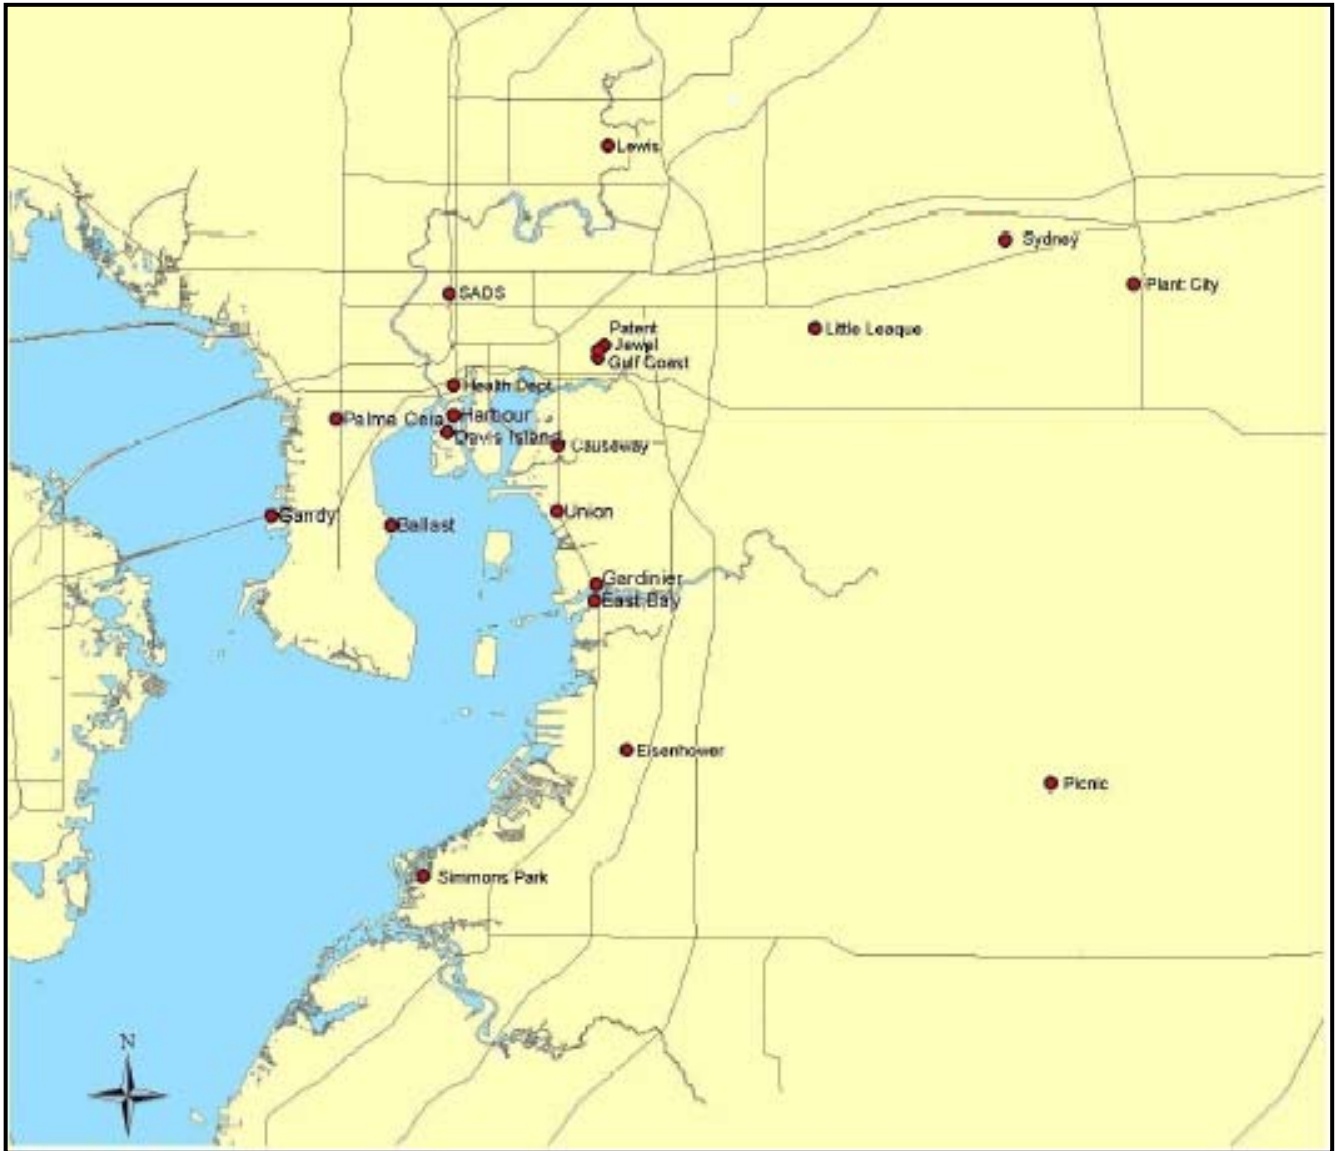 Lewis
Sydney
Plant City
SADS
Little Leaque
Patent
Jewel
Gulf Coast
Health Dept.
Palma Ceia
Harbour
Davis Island
Causeway
Gandy
Ballast
Union
Gardinier
East Bay
Eisenhower
Picnic
Simmons Park
N